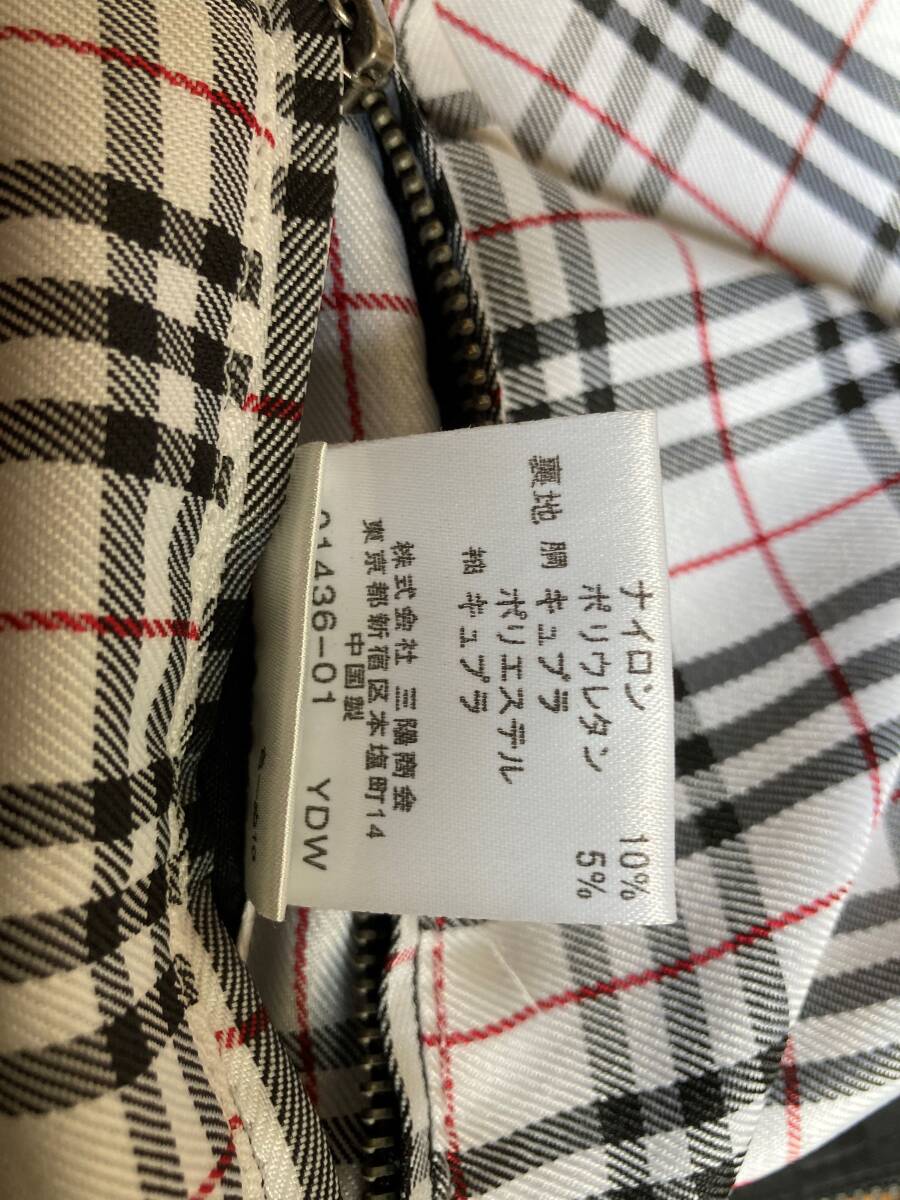 ナイロン 10%
ポリウレタン 5%
裏地 胴 キュプラ
ポリエステル
袖 キュプラ
株式会社 三陽商会
東京都新宿区本塩町14
中国製
01436-01 YDW